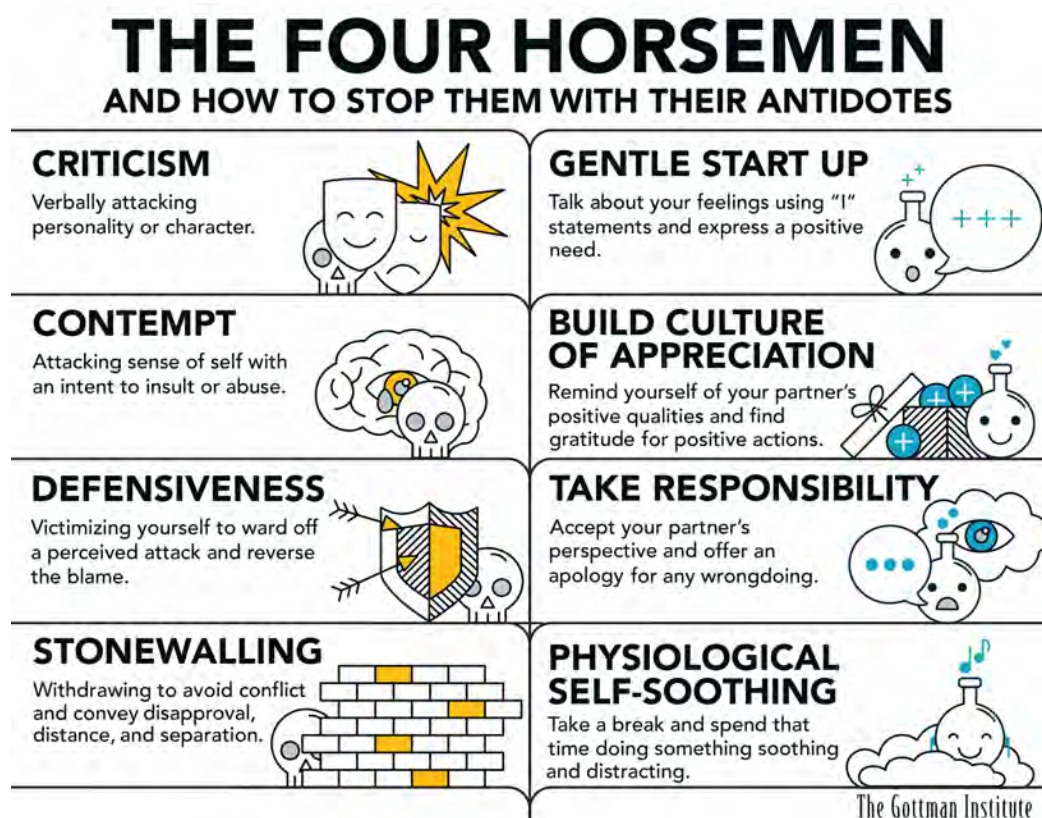 THE FOUR HORSEMEN
AND HOW TO STOP THEM WITH THEIR ANTIDOTES
CRITICISM
Verbally attacking
personality or character.
GENTLE START UP
Talk about your feelings using "I"
statements and express a positive
need.
CONTEMPT
Attacking sense of self with
an intent to insult or abuse.
BUILD CULTURE
OF APPRECIATION
Remind yourself of your partner's
positive qualities and find
gratitude for positive actions.
DEFENSIVENESS
Victimizing yourself to ward off
a perceived attack and reverse
the blame.
TAKE RESPONSIBILITY
Accept your partner's
perspective and offer an
apology for any wrongdoing.
STONEWALLING
Withdrawing to avoid conflict
and convey disapproval,
distance, and separation.
PHYSIOLOGICAL
SELF-SOOTHING
Take a break and spend that
time doing something soothing
and distracting.
The Gottman Institute